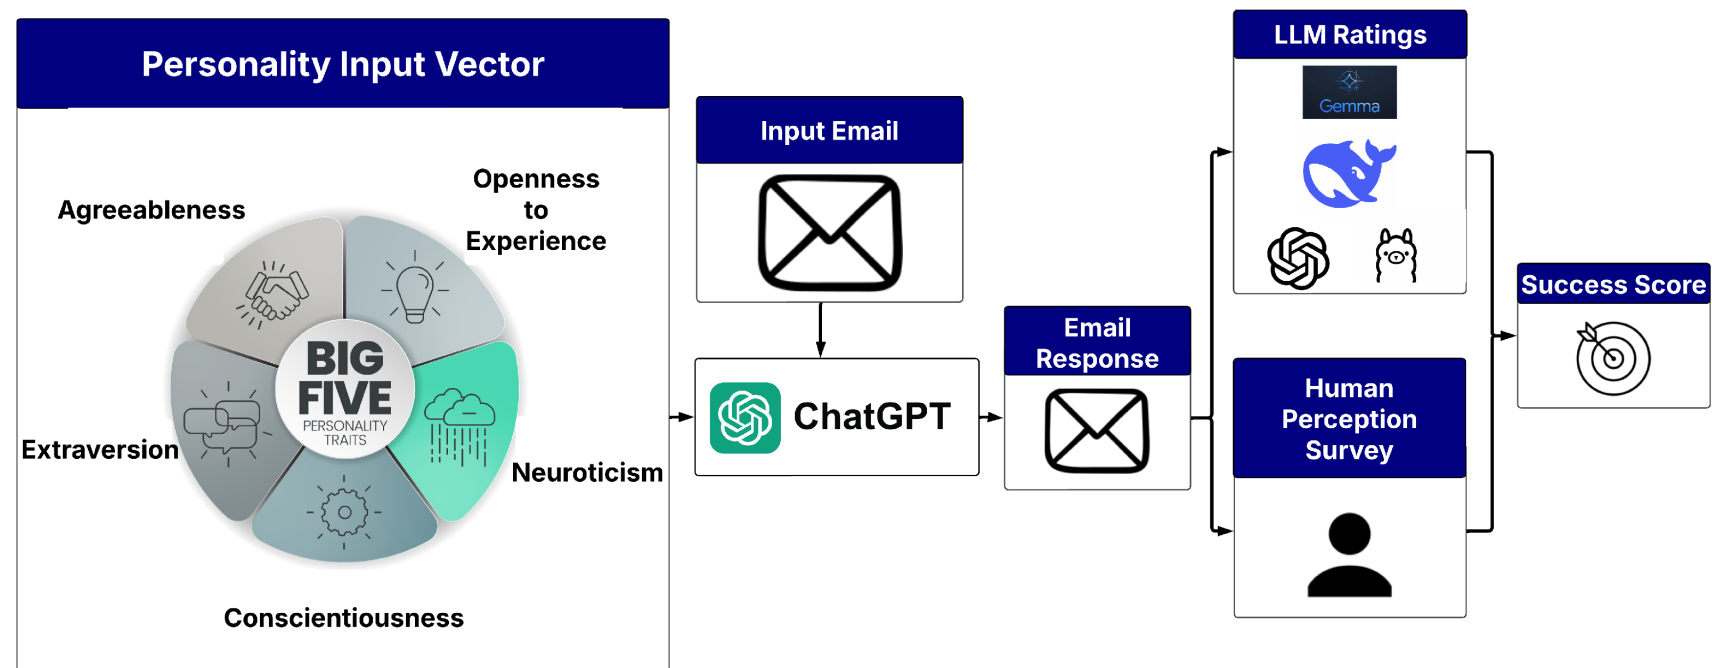 Personality Input Vector
Agreeableness
Openness
to
Experience
BIG
FIVE
PERSONALITY
TRAITS
Extraversion
Neuroticism
Conscientiousness
Input Email
ChatGPT
Email
Response
LLM Ratings
Gemma
Human
Perception
Survey
Success Score